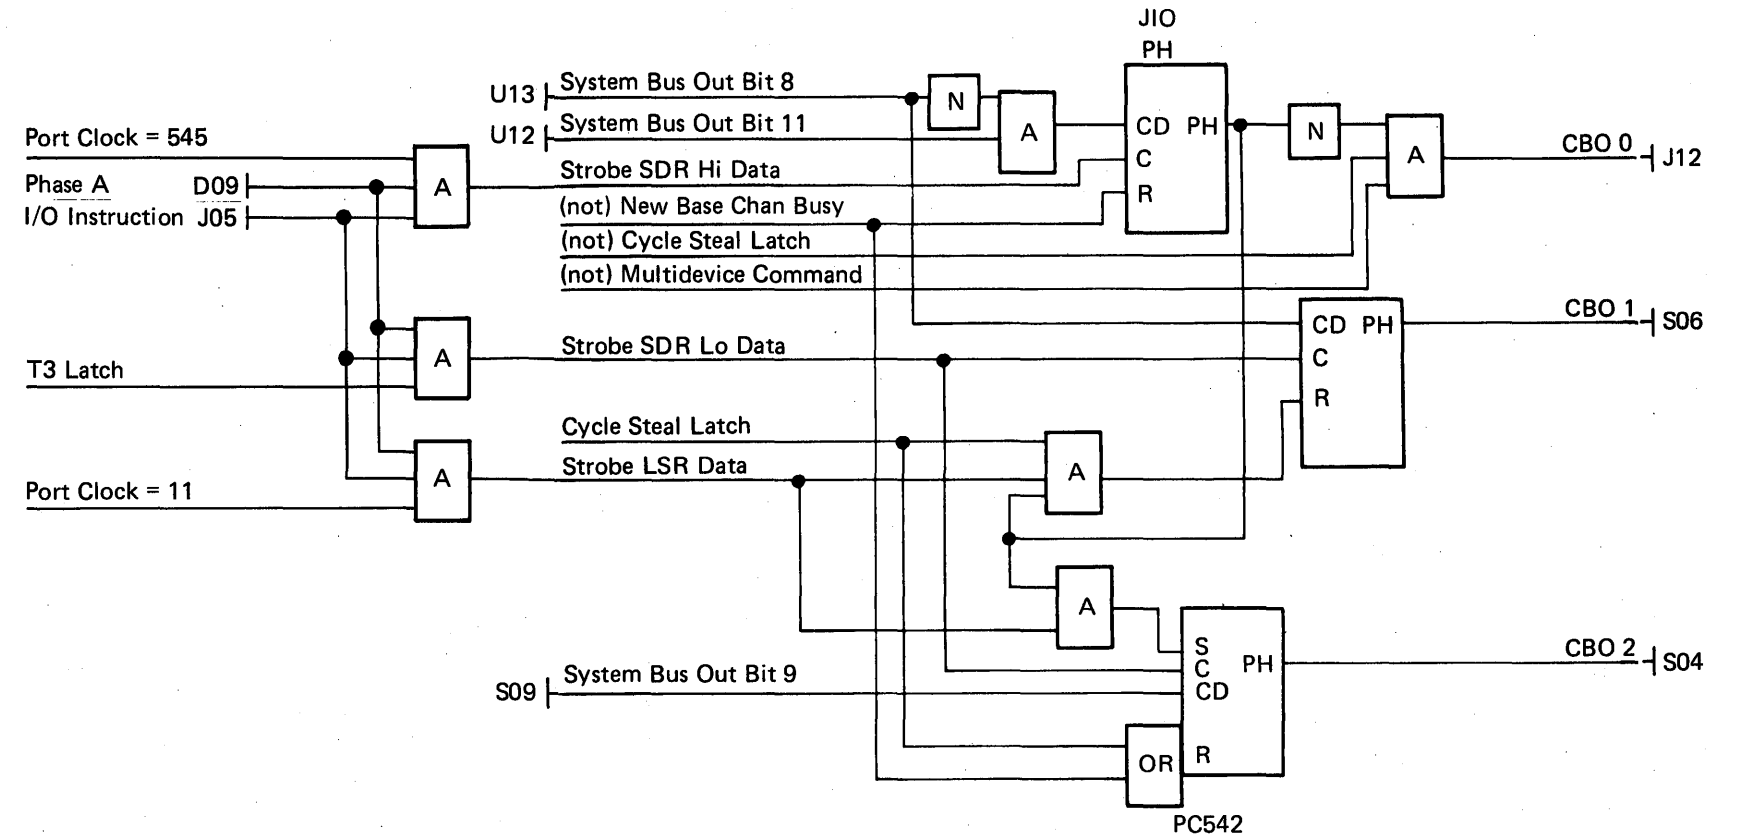 JIO
PH
U13 System Bus Out Bit 8
N
U12 System Bus Out Bit 11
A
CD PH
N
C
R
A
CBO 0 J12
Port Clock = 545
Phase A D09
I/O Instruction J05
A
Strobe SDR Hi Data
(not) New Base Chan Busy
(not) Cycle Steal Latch
(not) Multidevice Command
CD PH
C
R
CBO 1 S06
T3 Latch
A
Strobe SDR Lo Data
Cycle Steal Latch
Strobe LSR Data
A
Port Clock = 11
A
A
S
C
CD
R
PH
CBO 2 S04
S09 System Bus Out Bit 9
OR
PC542